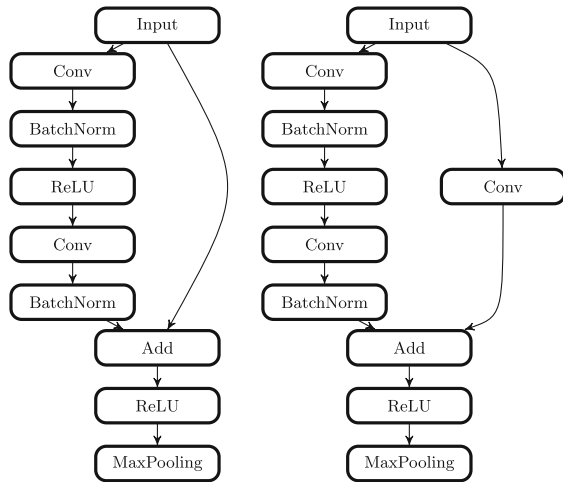 Input
Conv
BatchNorm
ReLU
Conv
BatchNorm
Add
ReLU
MaxPooling
Input
Conv
BatchNorm
ReLU
Conv
Conv
BatchNorm
Add
ReLU
MaxPooling